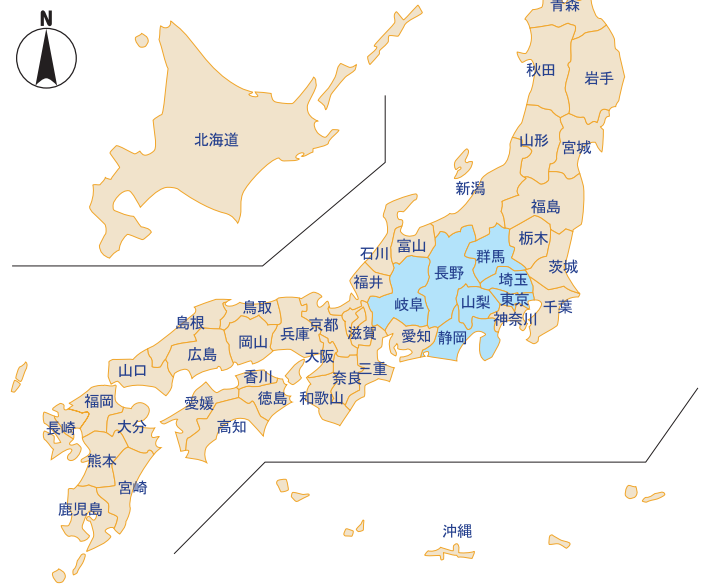 N
青森
秋田
岩手
北海道
山形
宮城
新潟
福島
栃木
石川
富山
群馬
茨城
長野
福井
埼玉
岐阜
山梨
東京
千葉
鳥取
神奈川
島根
京都
兵庫
滋賀
愛知
静岡
岡山
広島
大阪
三重
山口
香川
奈良
福岡
愛媛
徳島
和歌山
長崎
大分
高知
熊本
宮崎
鹿児島
沖縄